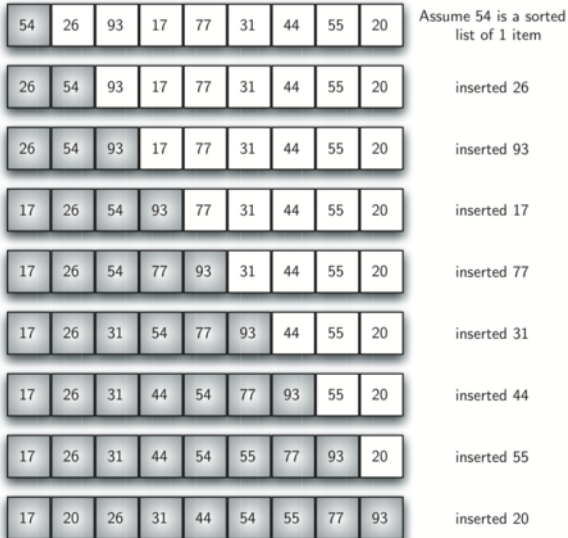 54 26 93 17 77 31 44 55 20 Assume 54 is a sorted
list of 1 item
26 54 93 17 77 31 44 55 20 inserted 26
26 54 93 17 77 31 44 55 20 inserted 93
17 26 54 93 77 31 44 55 20 inserted 17
17 26 54 77 93 31 44 55 20 inserted 77
17 26 31 54 77 93 44 55 20 inserted 31
17 26 31 44 54 77 93 55 20 inserted 44
17 26 31 44 54 55 77 93 20 inserted 55
17 20 26 31 44 54 55 77 93 inserted 20